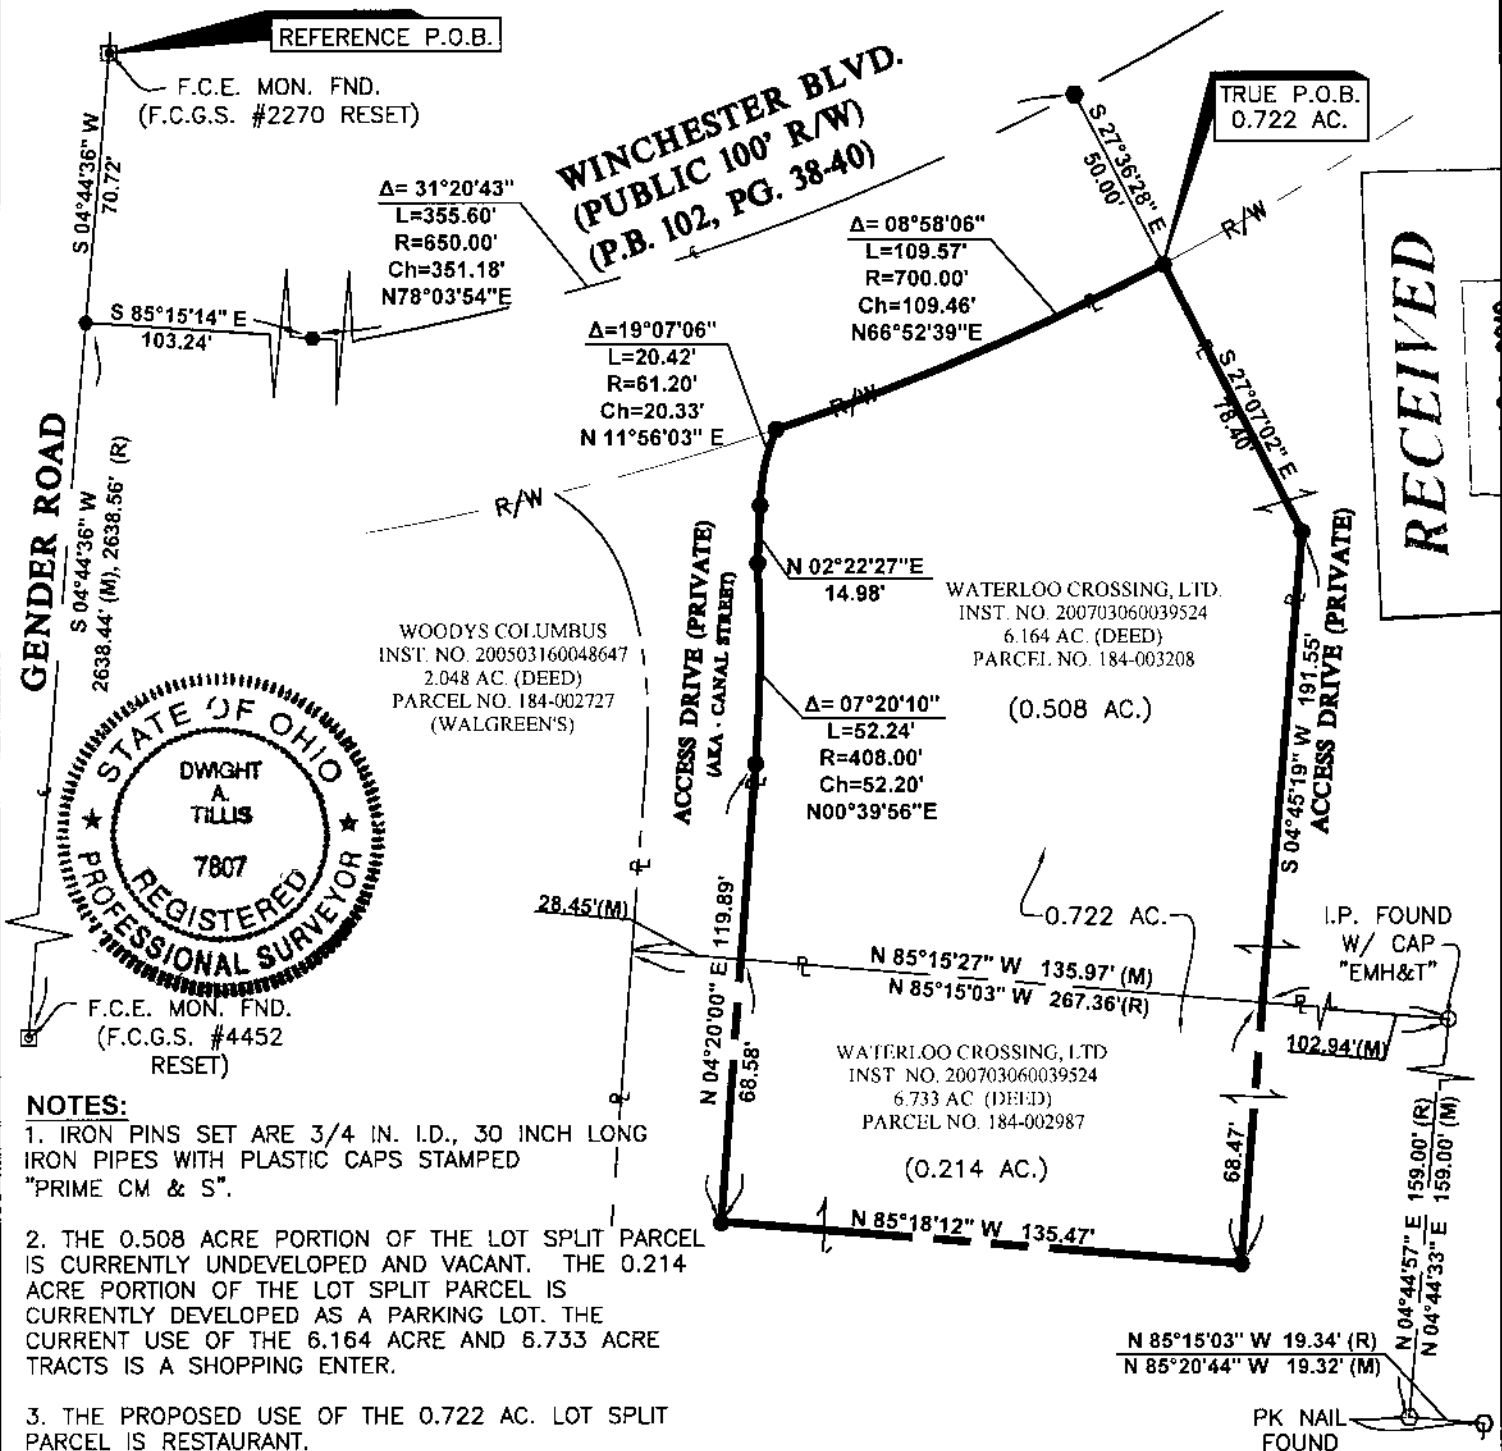 REFERENCE P.O.B.
F.C.E. MON. FND.
(F.C.G.S. #2270 RESET)
S 04°44'36" W
70.72'
S 85°15'14" E
103.24'
Δ= 31°20'43"
L=355.60'
R=650.00'
Ch=351.18'
N78°03'54"E
WINCHESTER BLVD.
(PUBLIC 100' R/W)
(P.B. 102, PG. 38-40)
S 27°36'28" E
50.00'
TRUE P.O.B.
0.722 AC.
R/W
Δ= 08°58'06"
L=109.57'
R=700.00'
Ch=109.46'
N66°52'39"E
Δ=19°07'06"
L=20.42'
R=61.20'
Ch=20.33'
N 11°56'03" E
R/W
R/W
S 27°07'02" E
78.40'
RECEIVED
GENDER ROAD
S 04°44'36" W
2638.44' (M), 2638.56' (R)
N 02°22'27"E
14.98'
ACCESS DRIVE (PRIVATE)
(AKA - CANAL STREET)
WATERLOO CROSSING, LTD.
INST. NO. 200703060039524
6.164 AC. (DEED)
PARCEL NO. 184-003208
(0.508 AC.)
WOODYS COLUMBUS
INST. NO. 200503160048647
2.048 AC. (DEED)
PARCEL NO. 184-002727
(WALGREEN'S)
Δ= 07°20'10"
L=52.24'
R=408.00'
Ch=52.20'
N00°39'56"E
S 04°45'19" W 191.55'
ACCESS DRIVE (PRIVATE)
STATE OF OHIO
DWIGHT
A.
TILLIS
7807
REGISTERED
PROFESSIONAL SURVEYOR
28.45'(M)
N 04°20'00" E 119.89'
68.58'
0.722 AC.
N 85°15'27" W 135.97' (M)
N 85°15'03" W 267.36'(R)
I.P. FOUND
W/ CAP
"EMH&T"
102.94'(M)
F.C.E. MON. FND.
(F.C.G.S. #4452
RESET)
WATERLOO CROSSING, LTD
INST NO. 200703060039524
6.733 AC (DEED)
PARCEL NO. 184-002987
(0.214 AC.)
68.47'
N 85°18'12" W 135.47'
N 04°44'57" E 159.00' (R)
N 04°44'33" E 159.00' (M)
N 85°15'03" W 19.34' (R)
N 85°20'44" W 19.32' (M)
PK NAIL
FOUND
NOTES:
1. IRON PINS SET ARE 3/4 IN. I.D., 30 INCH LONG
IRON PIPES WITH PLASTIC CAPS STAMPED
"PRIME CM & S".
2. THE 0.508 ACRE PORTION OF THE LOT SPLIT PARCEL
IS CURRENTLY UNDEVELOPED AND VACANT. THE 0.214
ACRE PORTION OF THE LOT SPLIT PARCEL IS
CURRENTLY DEVELOPED AS A PARKING LOT. THE
CURRENT USE OF THE 6.164 ACRE AND 6.733 ACRE
TRACTS IS A SHOPPING ENTER.
3. THE PROPOSED USE OF THE 0.722 AC. LOT SPLIT
PARCEL IS RESTAURANT.